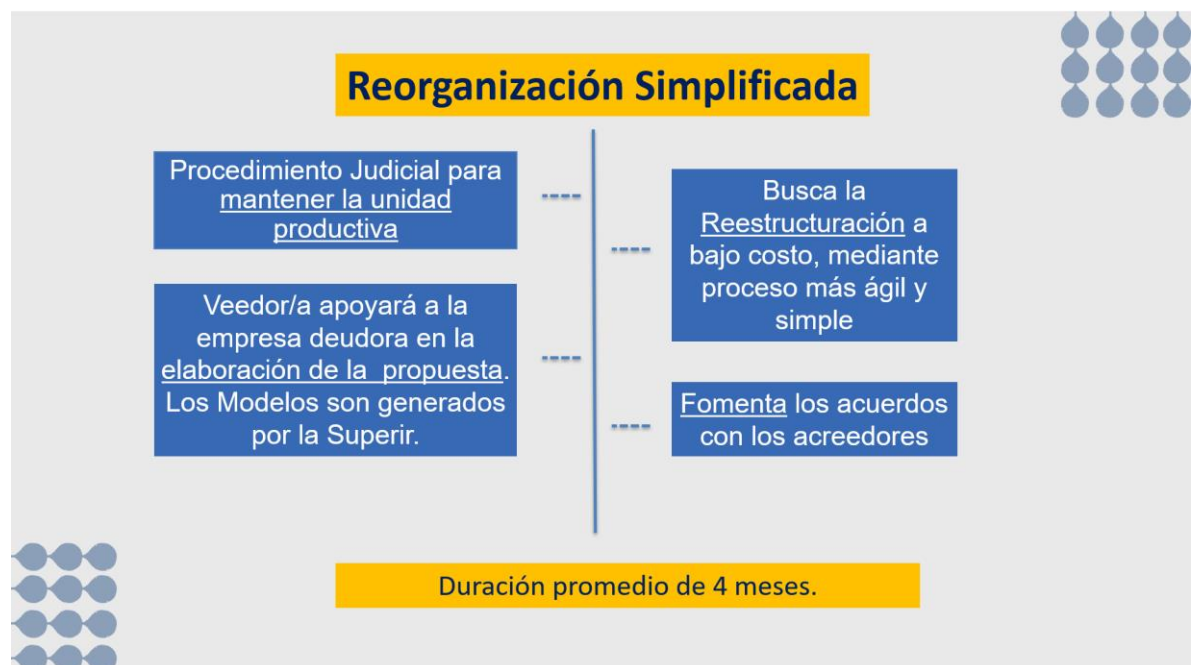 Reorganización Simplificada
Procedimiento Judicial para
mantener la unidad
productiva
Busca la
Reestructuración a
bajo costo, mediante
proceso más ágil y
simple
Veedor/a apoyará a la
empresa deudora en la
elaboración de la propuesta.
Los Modelos son generados
por la Superir.
Fomenta los acuerdos
con los acreedores
Duración promedio de 4 meses.